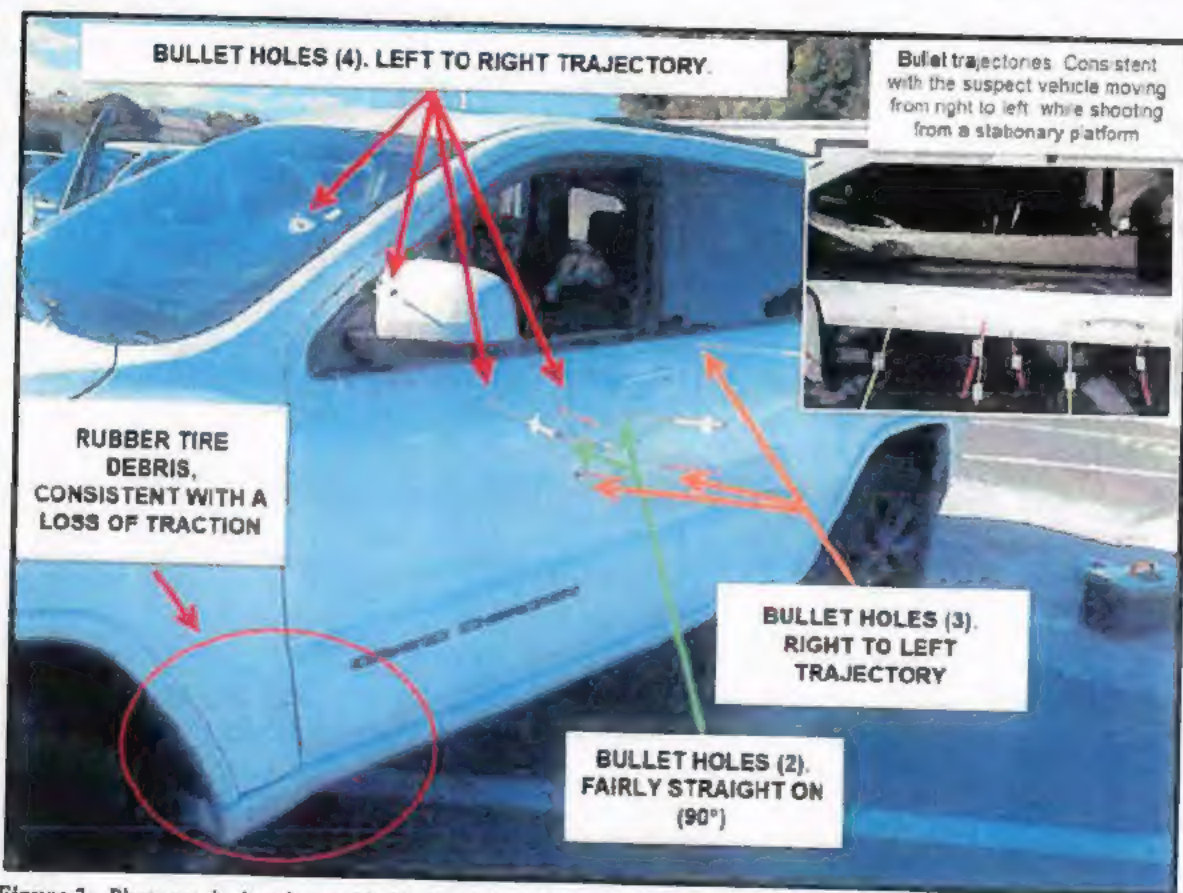 BULLET HOLES (4). LEFT TO RIGHT TRAJECTORY.
Bullet trajectories. Consistent
with the suspect vehicle moving
from right to left while shooting
from a stationary platform
RUBBER TIRE
DEBRIS,
CONSISTENT WITH A
LOSS OF TRACTION
BULLET HOLES (3).
RIGHT TO LEFT
TRAJECTORY
BULLET HOLES (2).
FAIRLY STRAIGHT ON
(90°)
GRAND CHEROKEE